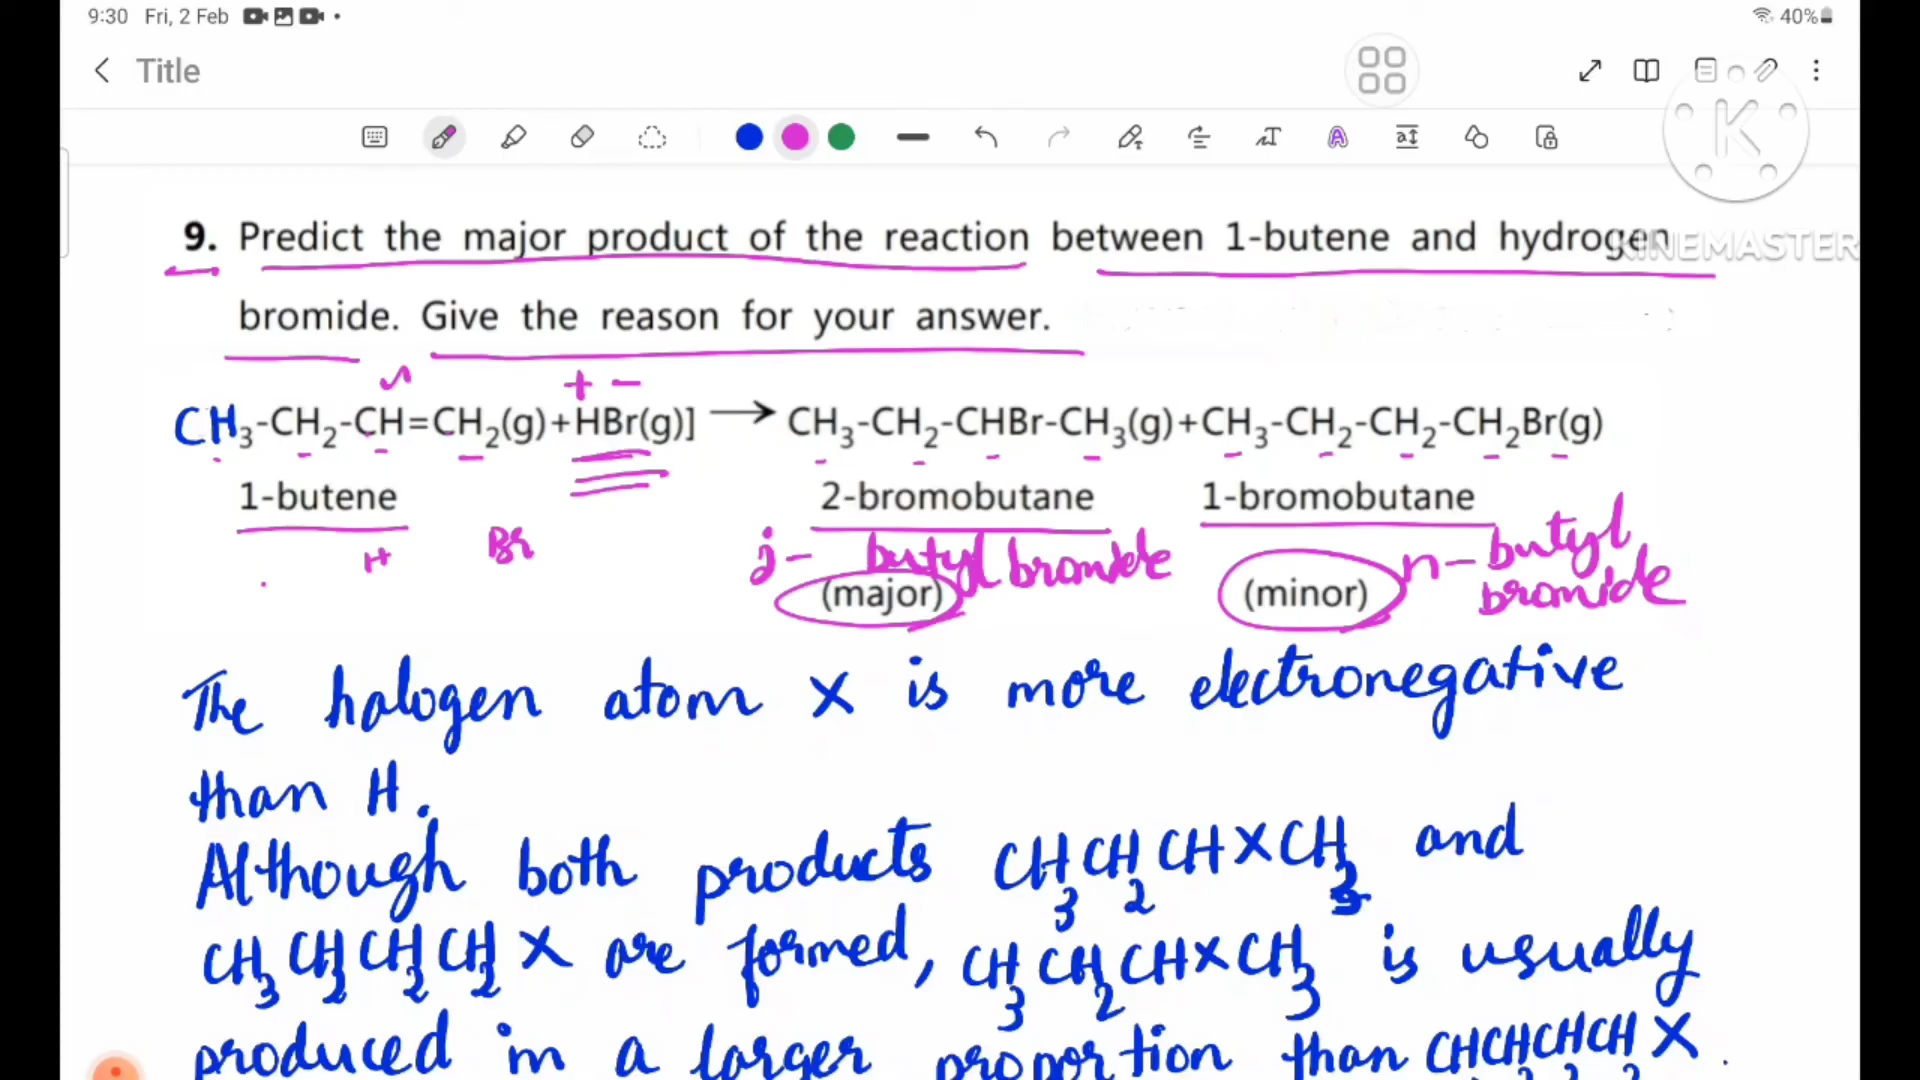 9:30 Fri, 2 Feb 40%
Title
KINEMASTER
9. Predict the major product of the reaction between 1-butene and hydrogen
bromide. Give the reason for your answer.
+ −
CH₃-CH₂-CH=CH₂(g)+HBr(g)] → CH₃-CH₂-CHBr-CH₃(g)+CH₃-CH₂-CH₂-CH₂Br(g)
1-butene 2-bromobutane 1-bromobutane
H Br butyl bromide n- butyl bromide
(major) (minor)
The halogen atom X is more electronegative
than H.
Although both products CH₃CH₂CHXCH₃ and
CH₃CH₂CH₂CH₂X are formed, CH₃CH₂CHXCH₃ is usually
produced in a larger proportion than